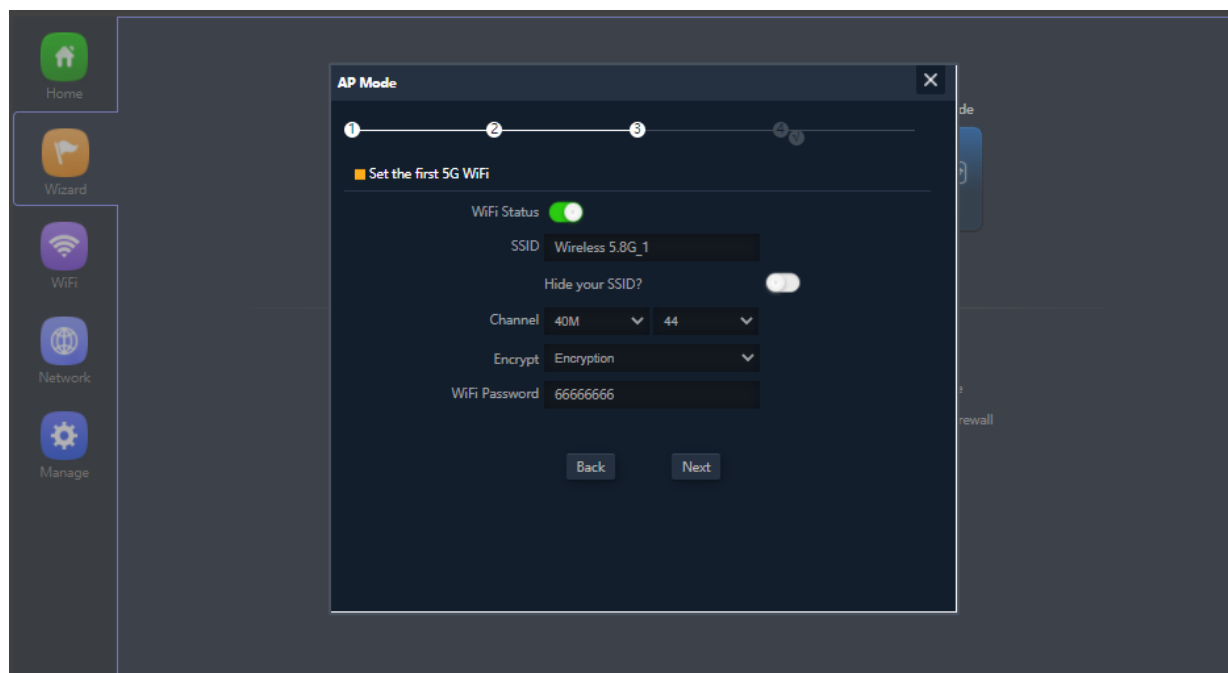 Home
Wizard
WiFi
Network
Manage
de
rewall
AP Mode
1 2 3 4
Set the first 5G WiFi
WiFi Status
SSID Wireless 5.8G_1
Hide your SSID?
Channel 40M 44
Encrypt Encryption
WiFi Password 66666666
Back Next